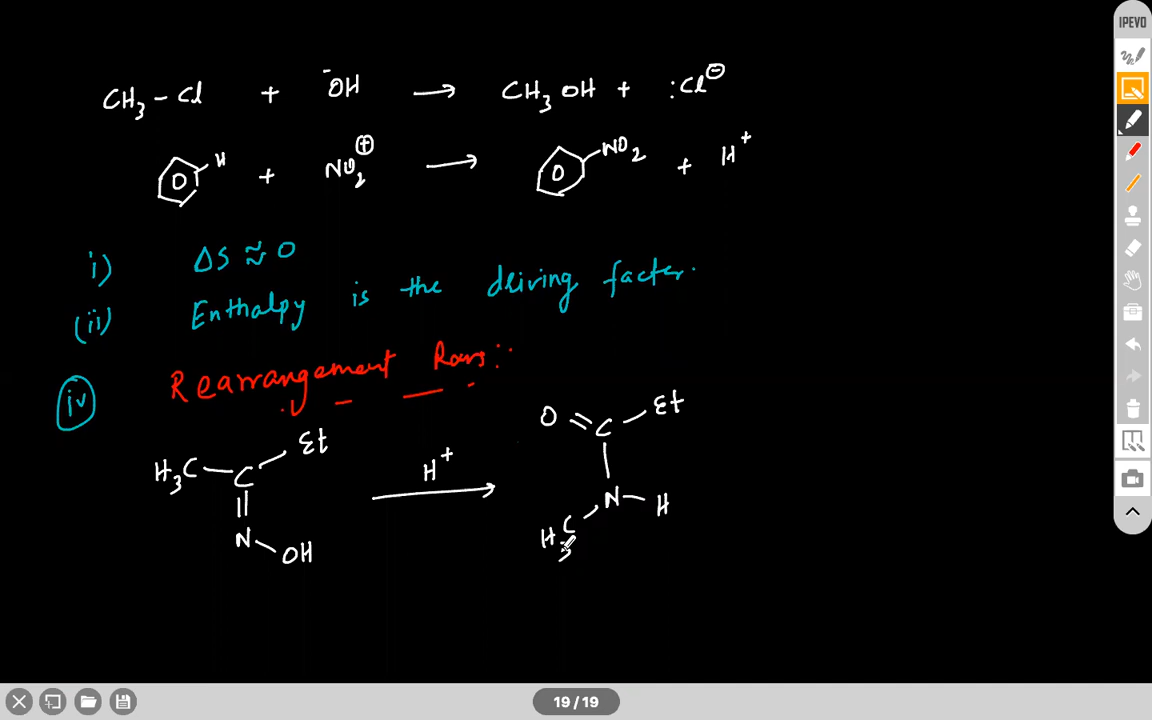 IPEVO
CH3 – Cl + ⁻OH → CH3OH + :Cl⊖
H + NO2⊕ → NO2 + H+
i) ΔS ≈ 0
(ii) Enthalpy is the driving factor.
iv Rearrangement Rxns:
H3C – C – Et H+ O = C – Et
N – OH N – H
H3C
19 / 19